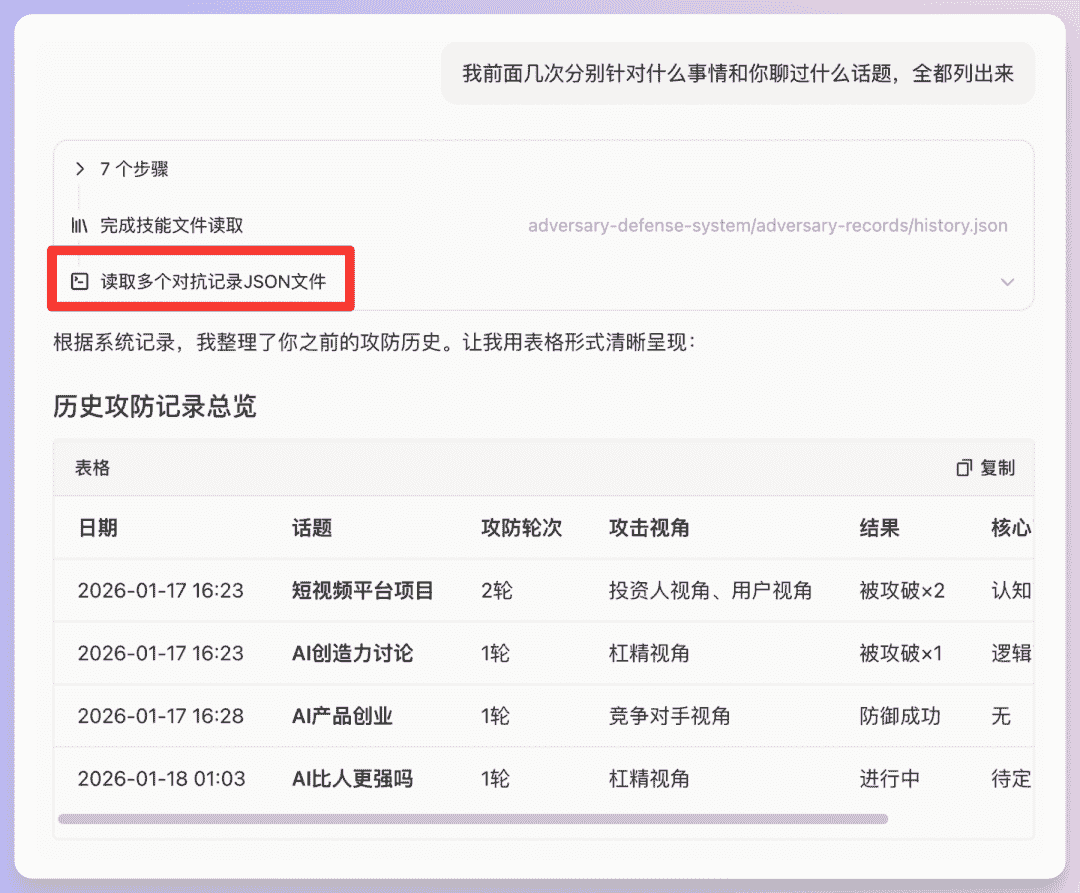 我前面几次分别针对什么事情和你聊过什么话题，全都列出来
7 个步骤
完成技能文件读取 adversary-defense-system/adversary-records/history.json
读取多个对抗记录JSON文件
根据系统记录，我整理了你之前的攻防历史。让我用表格形式清晰呈现：
历史攻防记录总览
表格 复制
日期 话题 攻防轮次 攻击视角 结果 核心
2026-01-17 16:23 短视频平台项目 2轮 投资人视角、用户视角 被攻破×2 认知
2026-01-17 16:23 AI创造力讨论 1轮 杠精视角 被攻破×1 逻辑
2026-01-17 16:28 AI产品创业 1轮 竞争对手视角 防御成功 无
2026-01-18 01:03 AI比人更强吗 1轮 杠精视角 进行中 待定